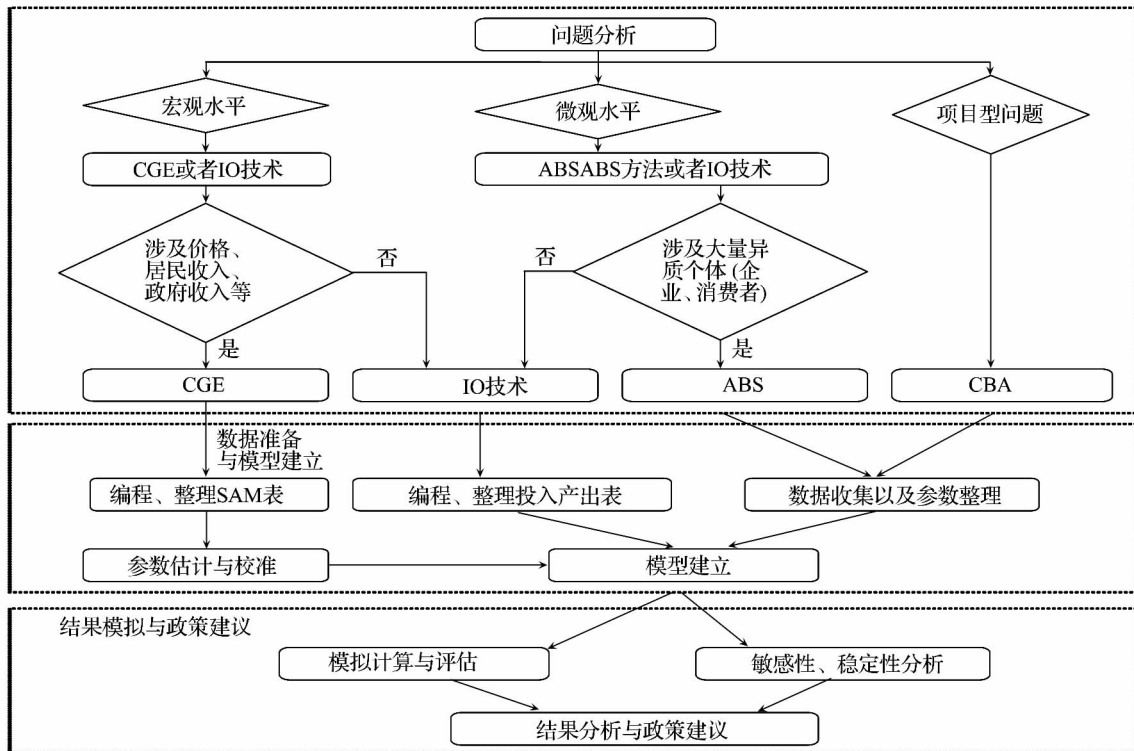 问题分析
宏观水平
微观水平
项目型问题
CGE或者IO技术
ABSABS方法或者IO技术
涉及价格、
居民收入、
政府收入等
否
否
涉及大量异
质个体(企
业、消费者)
是
是
CGE
IO技术
ABS
CBA
数据准备
与模型建立
编程、整理SAM表
编程、整理投入产出表
数据收集以及参数整理
参数估计与校准
模型建立
结果模拟与政策建议
模拟计算与评估
敏感性、稳定性分析
结果分析与政策建议